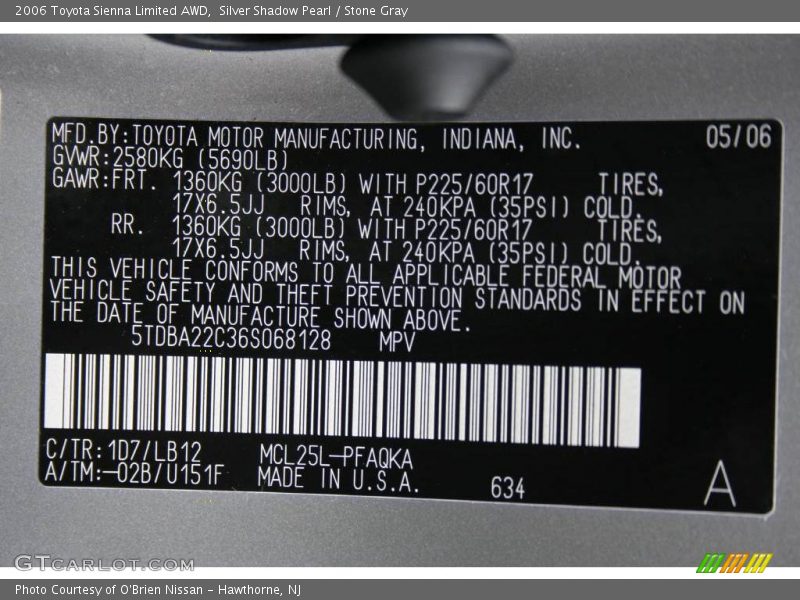 2006 Toyota Sienna Limited AWD,  Silver Shadow Pearl / Stone Gray
MFD.BY:TOYOTA MOTOR MANUFACTURING, INDIANA, INC. 05/06
GVWR:2580KG (5690LB)
GAWR:FRT. 1360KG (3000LB) WITH P225/60R17 TIRES,
17X6.5JJ RIMS, AT 240KPA (35PSI) COLD.
RR. 1360KG (3000LB) WITH P225/60R17 TIRES,
17X6.5JJ RIMS, AT 240KPA (35PSI) COLD.
THIS VEHICLE CONFORMS TO ALL APPLICABLE FEDERAL MOTOR
VEHICLE SAFETY AND THEFT PREVENTION STANDARDS IN EFFECT ON
THE DATE OF MANUFACTURE SHOWN ABOVE.
5TDBA22C36S068128 MPV
C/TR:1D7/LB12 MCL25L-PFAQKA
A/TM:-02B/U151F MADE IN U.S.A. 634 A
GTCARLOT.COM
Photo Courtesy of O'Brien Nissan - Hawthorne, NJ